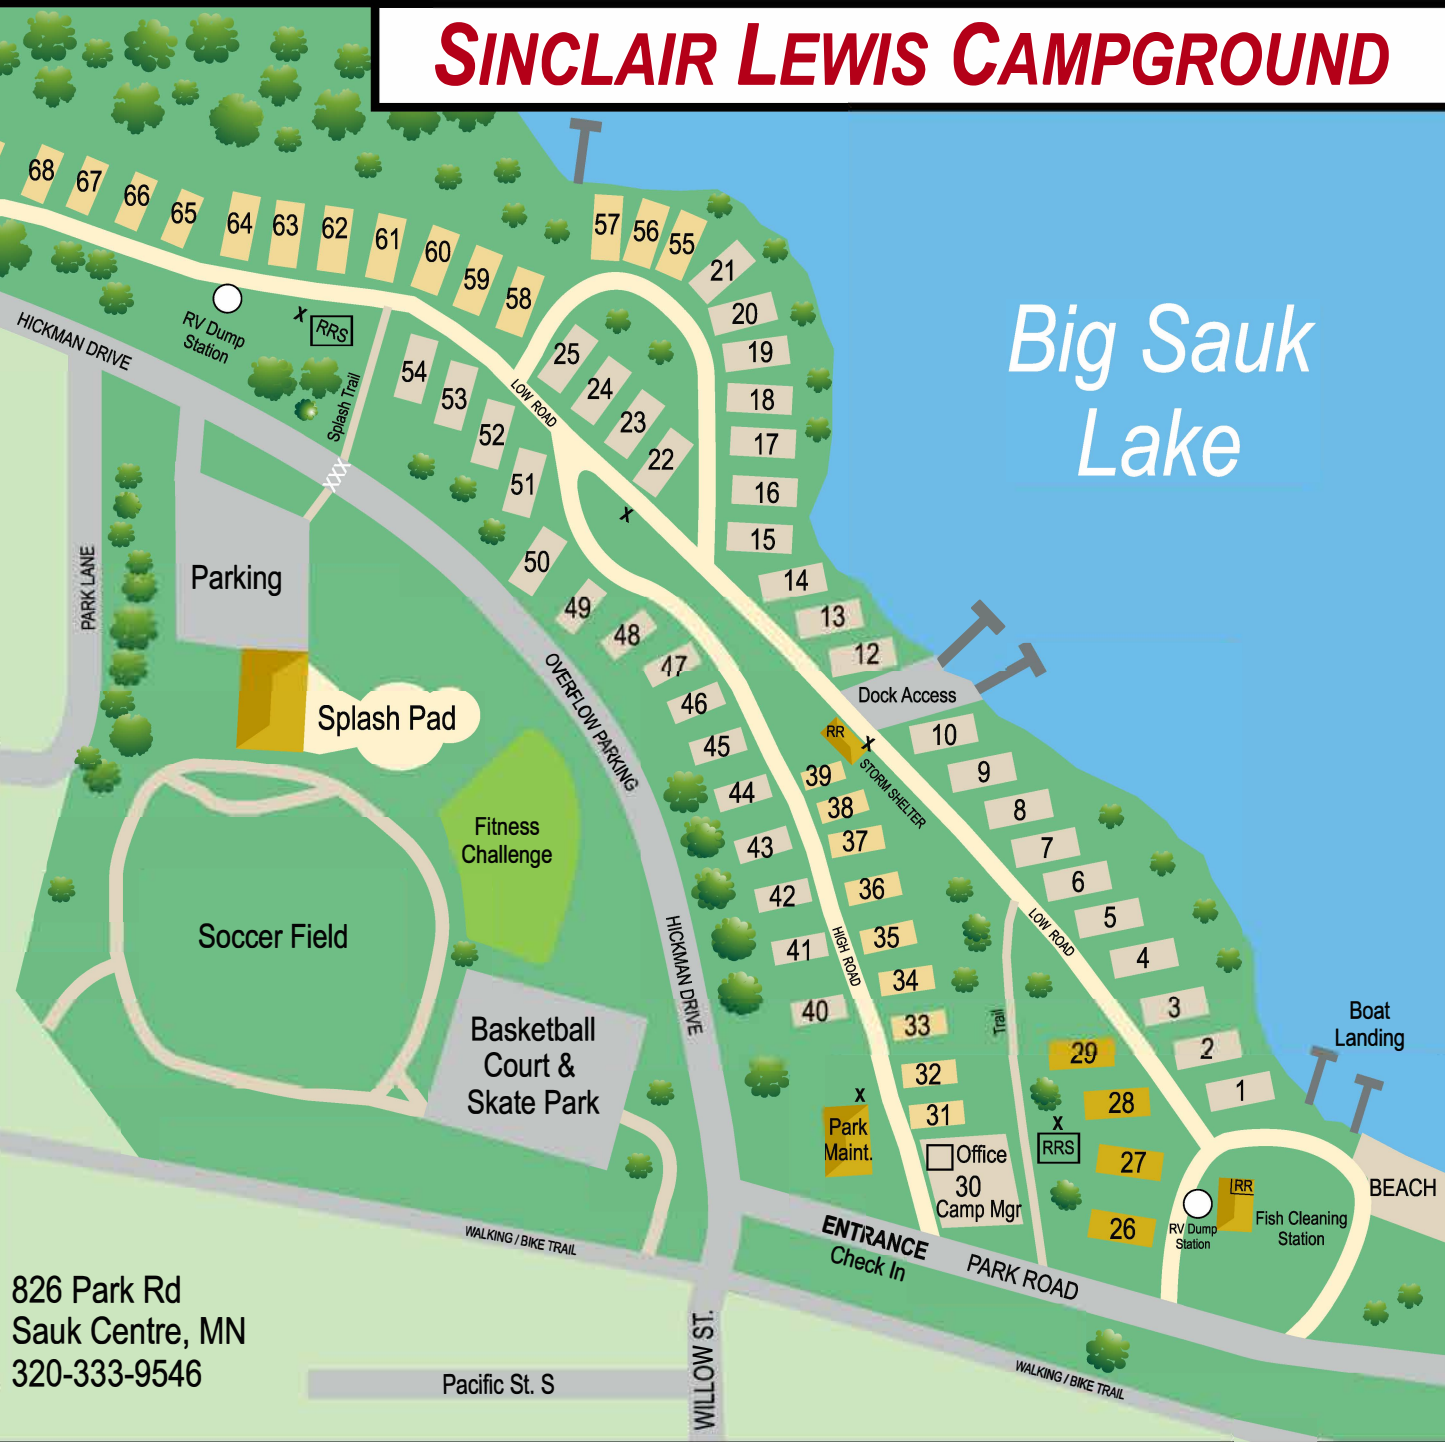 SINCLAIR LEWIS CAMPGROUND
68
67
66
65
64
63
62
61
60
59
58
57
56
55
21
20
19
18
17
16
15
14
13
12
Big Sauk
Lake
HICKMAN DRIVE
RV Dump
Station
X
RRS
Splash Trail
XXX
54
53
52
51
LOW ROAD
25
24
23
22
X
50
49
48
47
46
45
44
43
42
41
40
PARK LANE
Parking
Splash Pad
OVERFLOW PARKING
Fitness
Challenge
Soccer Field
Basketball
Court &
Skate Park
HICKMAN DRIVE
Dock Access
RR
X
STORM SHELTER
10
9
8
7
6
5
4
3
2
1
39
38
37
36
35
34
33
32
31
HIGH ROAD
LOW ROAD
Trail
29
28
27
26
X
RRS
X
Park
Maint.
Office
30
Camp Mgr
Boat
Landing
BEACH
RR
RV Dump
Station
Fish Cleaning
Station
ENTRANCE
Check In
PARK ROAD
WALKING / BIKE TRAIL
WALKING / BIKE TRAIL
WILLOW ST.
Pacific St. S
826 Park Rd
Sauk Centre, MN
320-333-9546